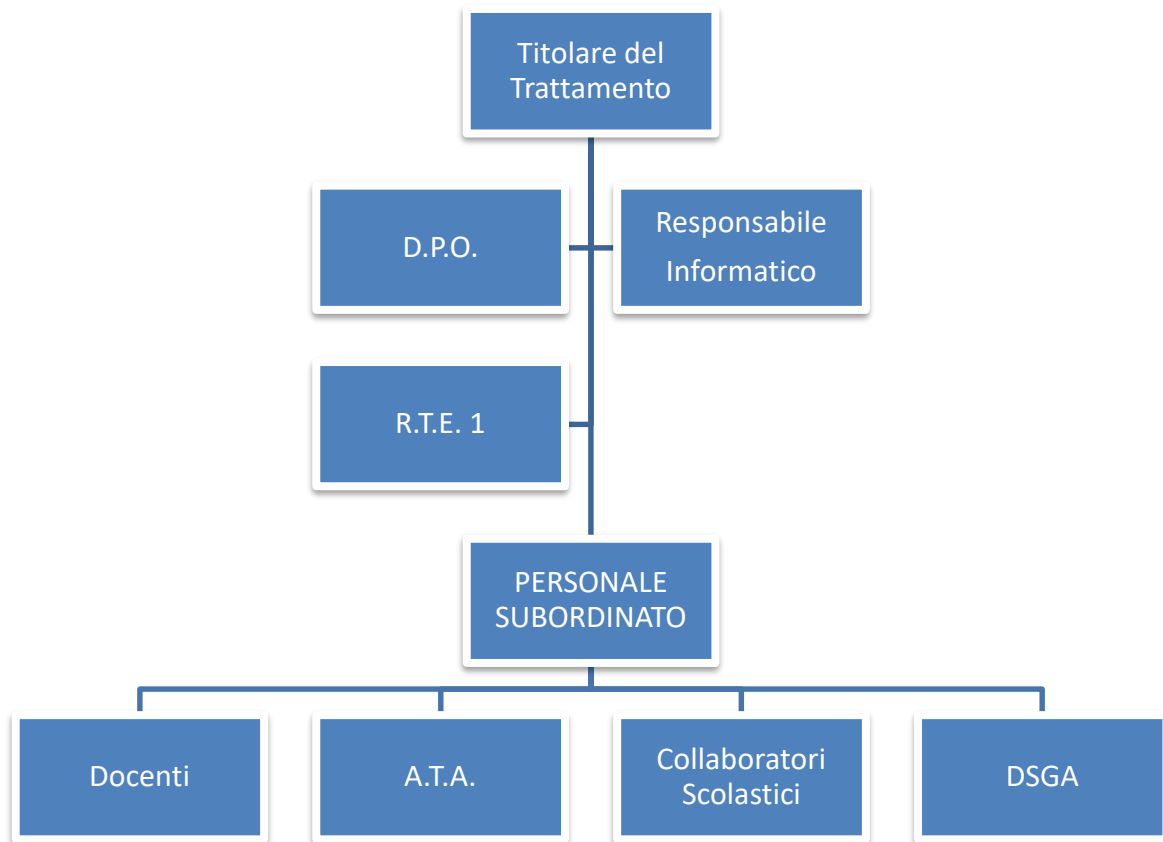 Titolare del
Trattamento
D.P.O.
Responsabile
Informatico
R.T.E. 1
PERSONALE
SUBORDINATO
Docenti
A.T.A.
Collaboratori
Scolastici
DSGA